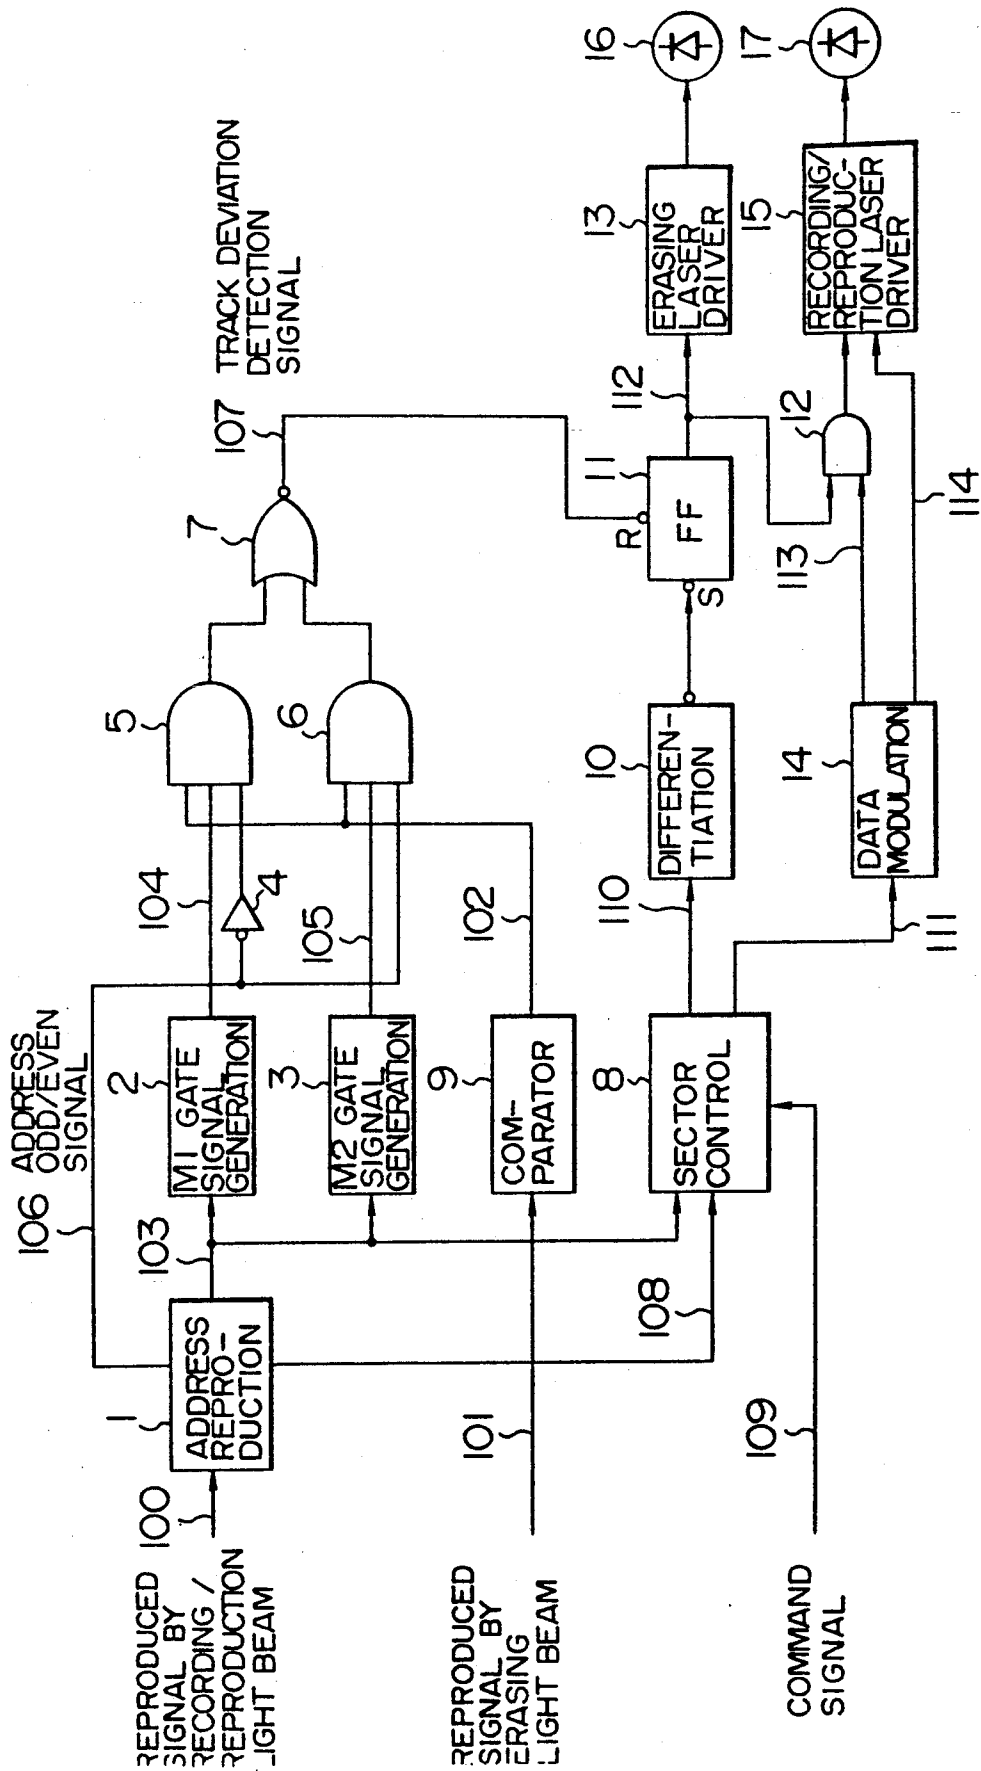 REPRODUCED
SIGNAL BY
RECORDING /
REPRODUCTION
LIGHT BEAM
100
1
ADDRESS
REPRO-
DUCTION
106
ADDRESS
ODD/EVEN
SIGNAL
103
2
M1 GATE
SIGNAL
GENERATION
3
M2 GATE
SIGNAL
GENERATION
104
4
105
5
6
7
107
TRACK DEVIATION
DETECTION
SIGNAL
REPRODUCED
SIGNAL BY
ERASING
LIGHT BEAM
101
9
COM-
PARATOR
102
108
COMMAND
SIGNAL
109
8
SECTOR
CONTROL
110
111
10
DIFFEREN-
TIATION
14
DATA
MODULATION
S
R
11
FF
112
113
114
12
13
ERASING
LASER
DRIVER
15
RECORDING/
REPRODUC-
TION LASER
DRIVER
16
17